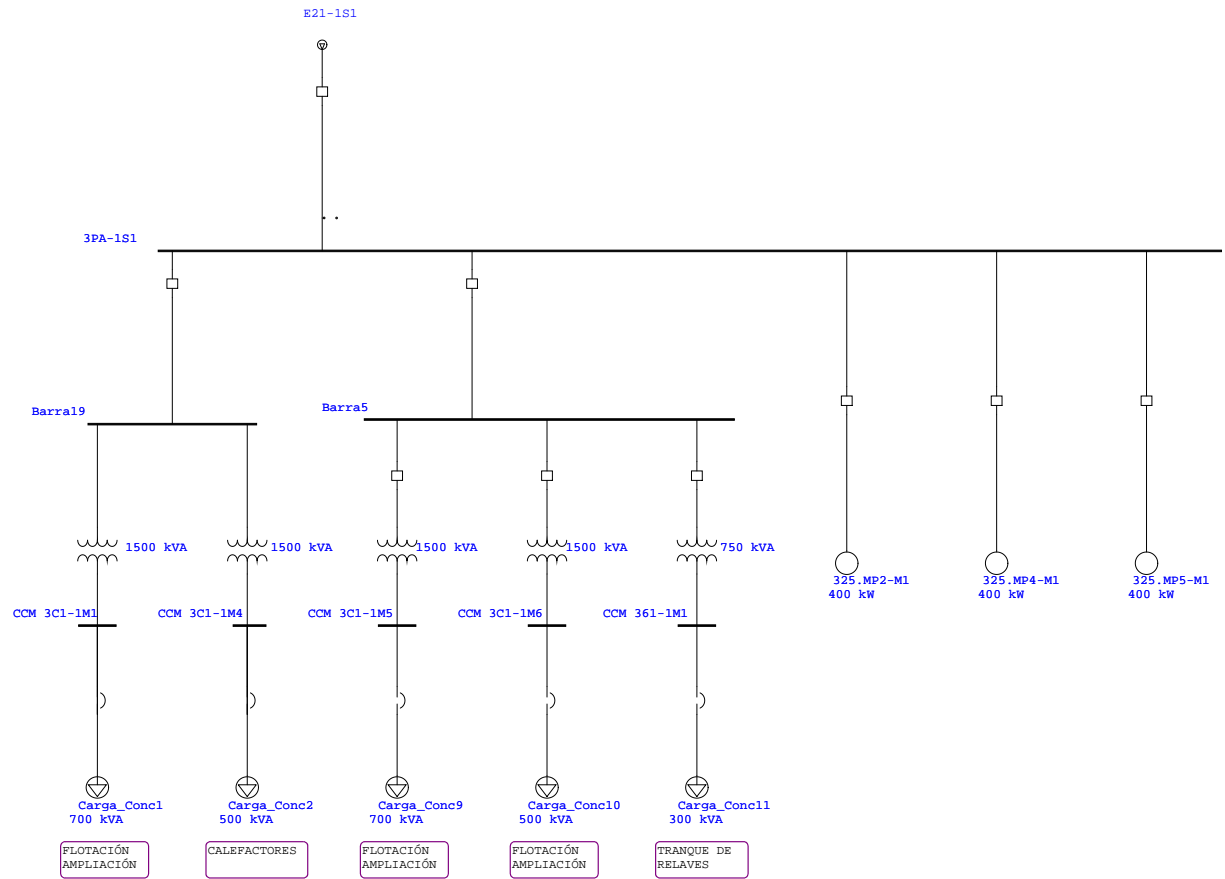 E21-1S1
3PA-1S1
Barra19
Barra5
1500 kVA
1500 kVA
1500 kVA
1500 kVA
750 kVA
325.MP2-M1
400 kW
325.MP4-M1
400 kW
325.MP5-M1
400 kW
CCM 3C1-1M1
CCM 3C1-1M4
CCM 3C1-1M5
CCM 3C1-1M6
CCM 361-1M1
Carga_Conc1
700 kVA
Carga_Conc2
500 kVA
Carga_Conc9
700 kVA
Carga_Conc10
500 kVA
Carga_Conc11
300 kVA
FLOTACIÓN
AMPLIACIÓN
CALEFACTORES
FLOTACIÓN
AMPLIACIÓN
FLOTACIÓN
AMPLIACIÓN
TRANQUE DE
RELAVES